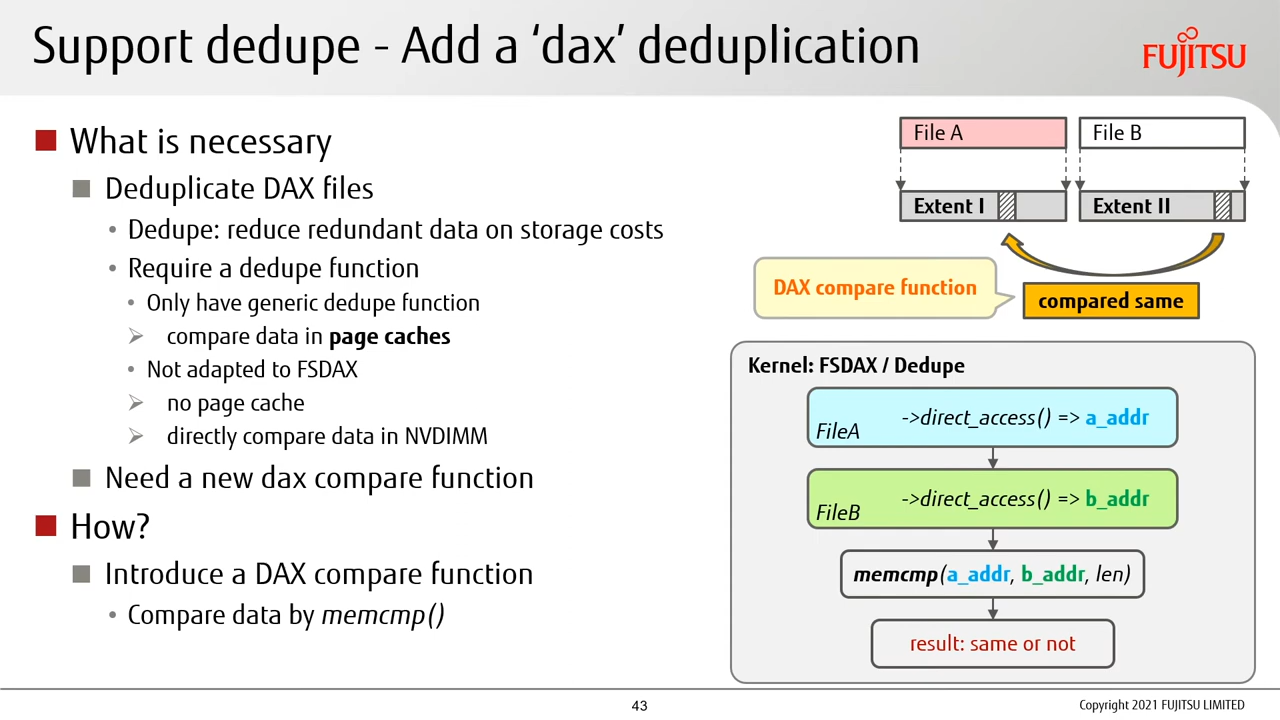 Support dedupe - Add a ‘dax’ deduplication
FUJITSU
What is necessary
Deduplicate DAX files
Dedupe: reduce redundant data on storage costs
Require a dedupe function
Only have generic dedupe function
compare data in page caches
Not adapted to FSDAX
no page cache
directly compare data in NVDIMM
Need a new dax compare function
How?
Introduce a DAX compare function
Compare data by memcmp()
File A
File B
Extent I
Extent II
DAX compare function
compared same
Kernel: FSDAX / Dedupe
->direct_access() => a_addr
FileA
->direct_access() => b_addr
FileB
memcmp(a_addr, b_addr, len)
result: same or not
43
Copyright 2021 FUJITSU LIMITED